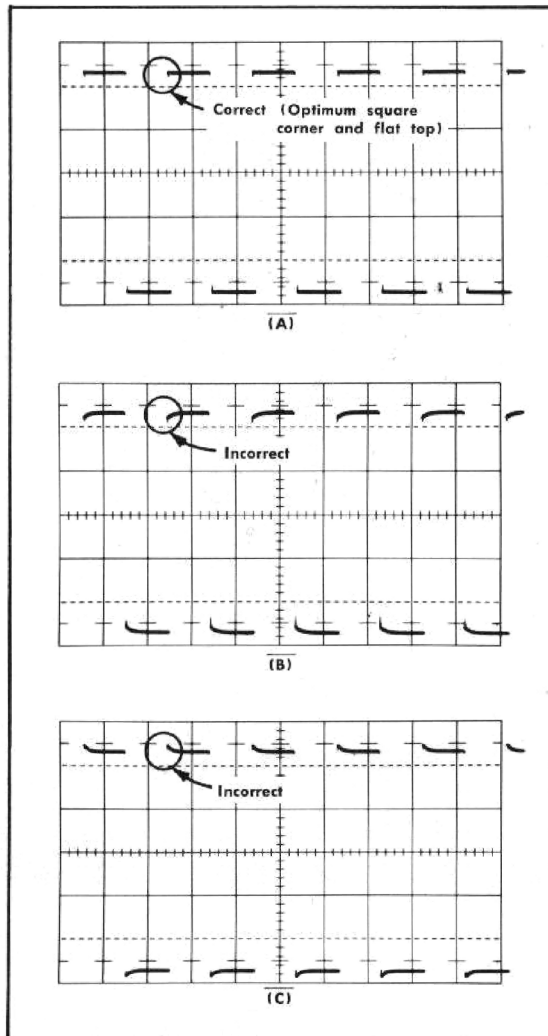 Correct (Optimum square
corner and flat top)
(A)
Incorrect
(B)
Incorrect
(C)